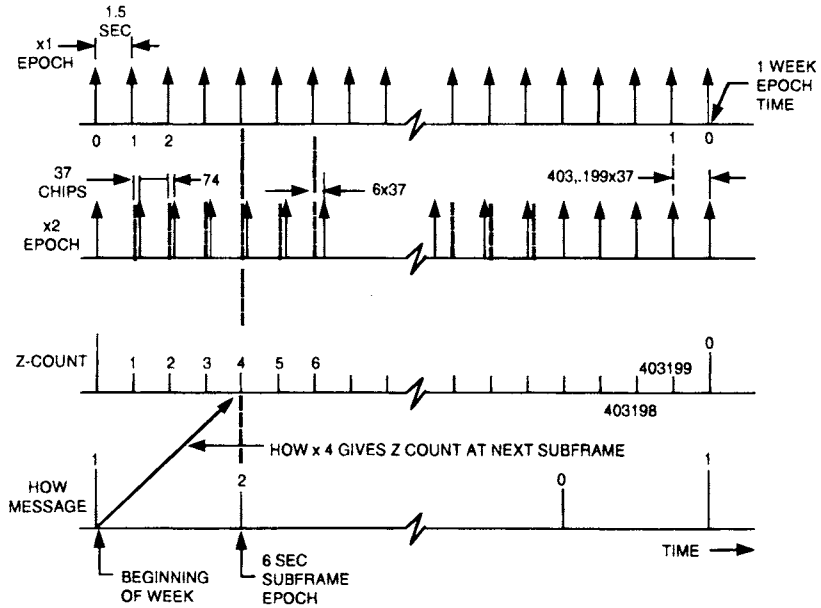 1.5
SEC
x1
EPOCH
1 WEEK
EPOCH
TIME
0 1 2 1 0
37
CHIPS
74
6x37
403,.199x37
x2
EPOCH
Z-COUNT
1 2 3 4 5 6
0
403199
403198
HOW x 4 GIVES Z COUNT AT NEXT SUBFRAME
HOW
MESSAGE
1 2 0 1
TIME
BEGINNING
OF WEEK
6 SEC
SUBFRAME
EPOCH